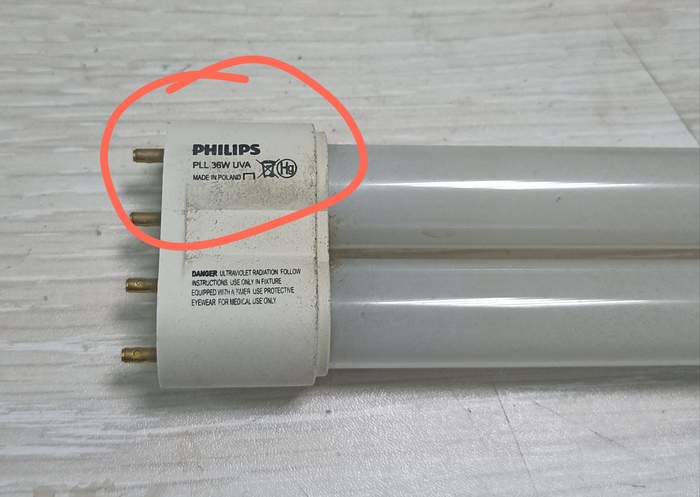 PHILIPS
PLL 36W UVA
Hg
MADE IN POLAND
DANGER ULTRAVIOLET RADIATION FOLLOW
INSTRUCTIONS. USE ONLY IN FIXTURE
EQUIPPED WITH A TIMER USE PROTECTIVE
EYEWEAR FOR MEDICAL USE ONLY